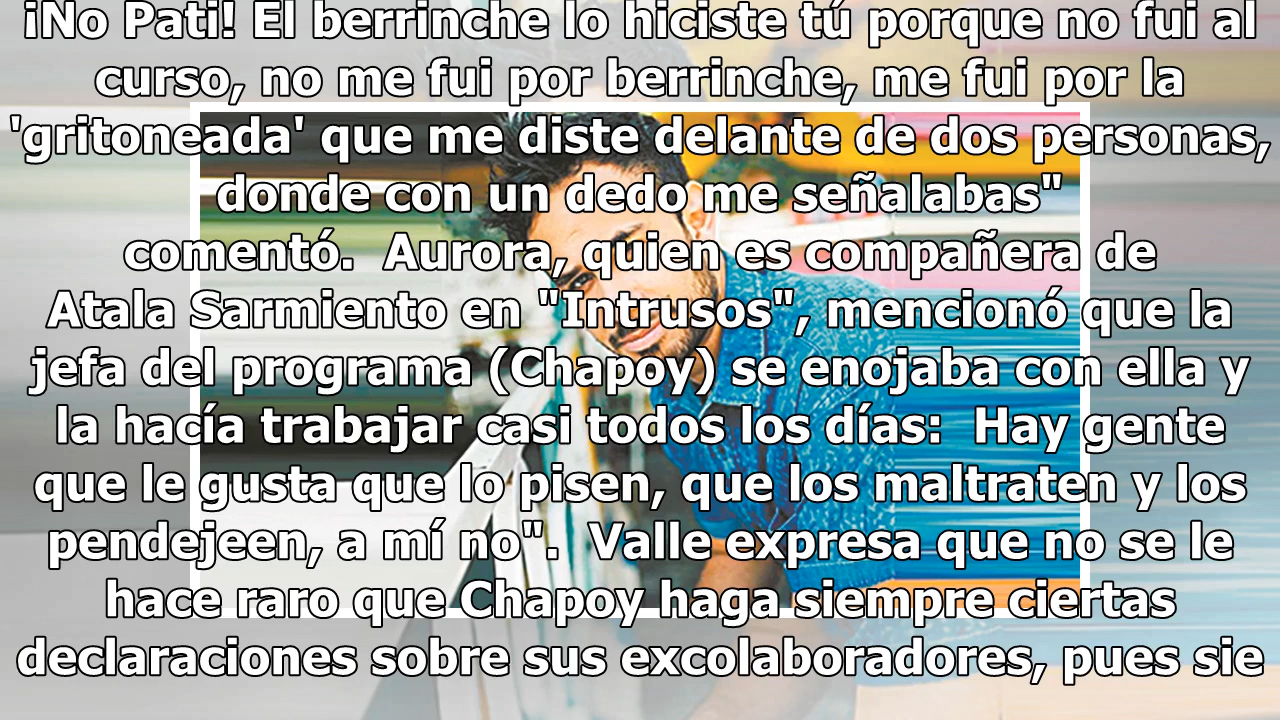 ¡No Pati! El berrinche lo hiciste tú porque no fui al
curso, no me fui por berrinche, me fui por la
'gritoneada' que me diste delante de dos personas,
donde con un dedo me señalabas"
comentó.  Aurora, quien es compañera de
Atala Sarmiento en "Intrusos", mencionó que la
jefa del programa (Chapoy) se enojaba con ella y
la hacía trabajar casi todos los días:  Hay gente
que le gusta que lo pisen, que los maltraten y los
pendejeen, a mí no".  Valle expresa que no se le
hace raro que Chapoy haga siempre ciertas
declaraciones sobre sus excolaboradores, pues sie